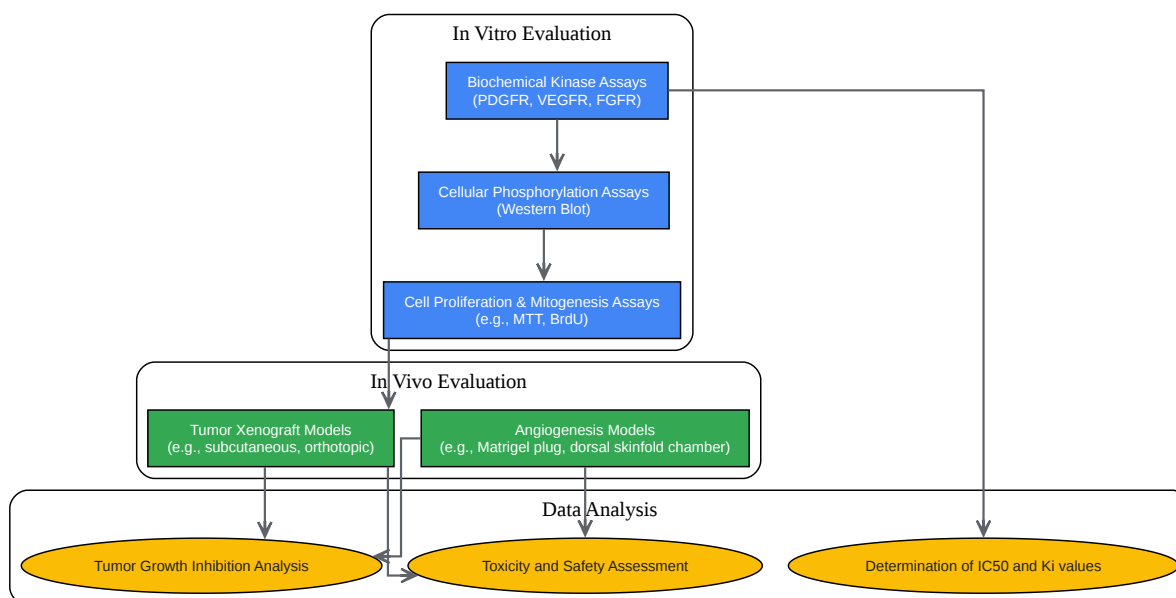 In Vitro Evaluation
Biochemical Kinase Assays
(PDGFR, VEGFR, FGFR)
Cellular Phosphorylation Assays
(Western Blot)
Cell Proliferation & Mitogenesis Assays
(e.g., MTT, BrdU)
In Vivo Evaluation
Tumor Xenograft Models
(e.g., subcutaneous, orthotopic)
Angiogenesis Models
(e.g., Matrigel plug, dorsal skinfold chamber)
Data Analysis
Tumor Growth Inhibition Analysis
Toxicity and Safety Assessment
Determination of IC50 and Ki values